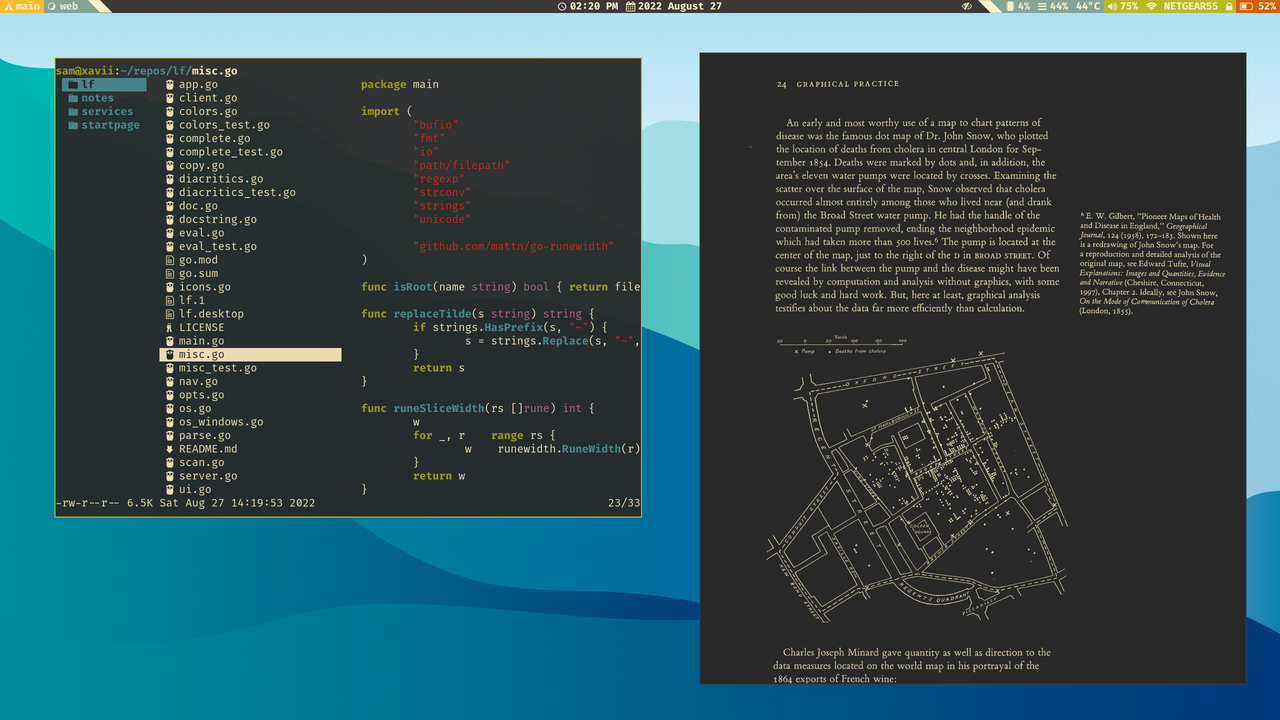 main web 02:20 PM 2022 August 27 4% 44% 44°C 75% NETGEAR55 52%
sam@xavii:~/repos/lf/misc.go
lf
notes
services
startpage
app.go
client.go
colors.go
colors_test.go
complete.go
complete_test.go
copy.go
diacritics.go
diacritics_test.go
doc.go
docstring.go
eval.go
eval_test.go
go.mod
go.sum
icons.go
lf.1
lf.desktop
LICENSE
main.go
misc.go
misc_test.go
nav.go
opts.go
os.go
os_windows.go
parse.go
README.md
scan.go
server.go
ui.go
package main
import (
"bufio"
"fmt"
"io"
"path/filepath"
"regexp"
"strconv"
"strings"
"unicode"
"github.com/mattn/go-runewidth"
)
func isRoot(name string) bool { return file
func replaceTilde(s string) string {
if strings.HasPrefix(s, "~") {
s = strings.Replace(s, "~",
}
return s
}
func runeSliceWidth(rs []rune) int {
w
for _, r range rs {
w runewidth.RuneWidth(r)
}
return w
}
-rw-r--r-- 6.5K Sat Aug 27 14:19:53 2022 23/33
24 GRAPHICAL PRACTICE
An early and most worthy use of a map to chart patterns of
disease was the famous dot map of Dr. John Snow, who plotted
the location of deaths from cholera in central London for Sep-
tember 1854. Deaths were marked by dots and, in addition, the
area's eleven water pumps were located by crosses. Examining the
scatter over the surface of the map, Snow observed that cholera
occurred almost entirely among those who lived near (and drank
from) the Broad Street water pump. He had the handle of the
contaminated pump removed, ending the neighborhood epidemic
which had taken more than 500 lives.⁶ The pump is located at the
center of the map, just to the right of the D in BROAD STREET. Of
course the link between the pump and the disease might have been
revealed by computation and analysis without graphics, with some
good luck and hard work. But, here at least, graphical analysis
testifies about the data far more efficiently than calculation.
⁶ E. W. Gilbert, "Pioneer Maps of Health
and Disease in England," Geographical
Journal, 124 (1958), 172-183. Shown here
is a redrawing of John Snow's map. For
a reproduction and detailed analysis of the
original map, see Edward Tufte, Visual
Explanations: Images and Quantities, Evidence
and Narrative (Cheshire, Connecticut,
1997), Chapter 2. Ideally, see John Snow,
On the Mode of Communication of Cholera
(London, 1855).
Yards
50 0 50 100 150 200
× Pump • Deaths from cholera
OXFORD STREET
REGENT STREET
CONDUIT STREET
NEW BOND STREET
GOLDEN SQUARE
BREWER STREET
REGENTS QUADRANT
PICCADILLY
Charles Joseph Minard gave quantity as well as direction to the
data measures located on the world map in his portrayal of the
1864 exports of French wine: